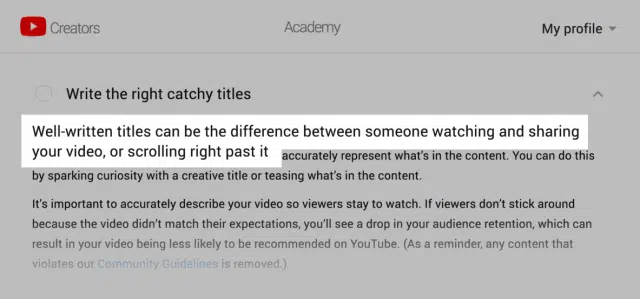 Creators
Academy
My profile
Write the right catchy titles
Well-written titles can be the difference between someone watching and sharing
your video, or scrolling right past it accurately represent what's in the content. You can do this
by sparking curiosity with a creative title or teasing what's in the content.
It's important to accurately describe your video so viewers stay to watch. If viewers don't stick around
because the video didn't match their expectations, you'll see a drop in your audience retention, which can
result in your video being less likely to be recommended on YouTube. (As a reminder, any content that
violates our Community Guidelines is removed.)